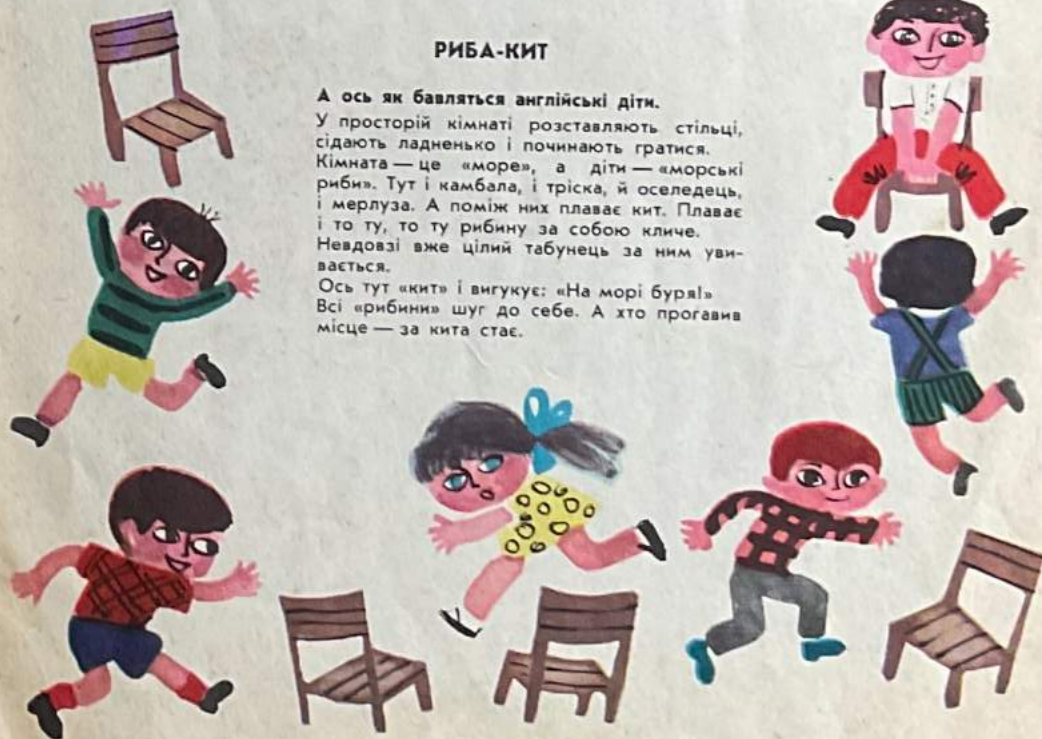 РИБА-КИТ
А ось як бавляться англійські діти.
У просторій кімнаті розставляють стільці,
сідають ладненько і починають гратися.
Кімната — це «море», а діти — «морські
риби». Тут і камбала, і тріска, й оселедець,
і мерлуза. А поміж них плаває кит. Плаває
і то ту, то ту рибину за собою кличе.
Невдовзі вже цілий табунець за ним уви-
вається.
Ось тут «кит» і вигукує: «На морі буря!»
Всі «рибини» шуг до себе. А хто прогавив
місце — за кита стає.